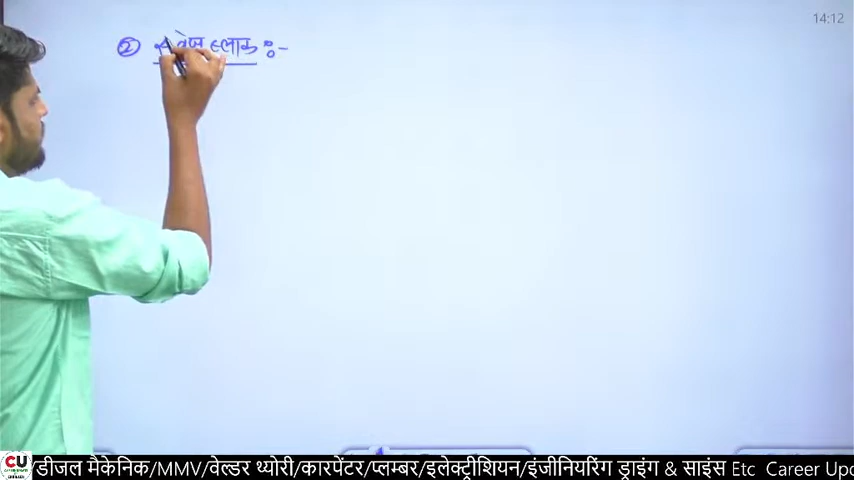 14:12
② स्वेज ब्लाक :-
CU
डीजल मैकेनिक/MMV/वेल्डर थ्योरी/कारपेंटर/प्लम्बर/इलेक्ट्रीशियन/इंजीनियरिंग ड्राइंग & साइंस Etc Career Upd